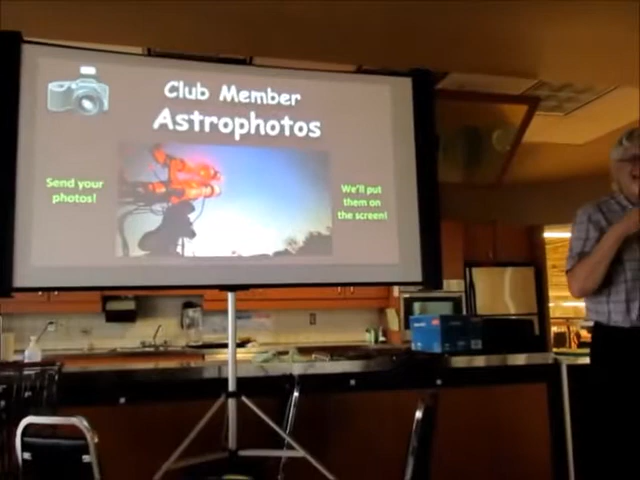 Club Member
Astrophotos
Send your
photos!
We'll put
them on
the screen!